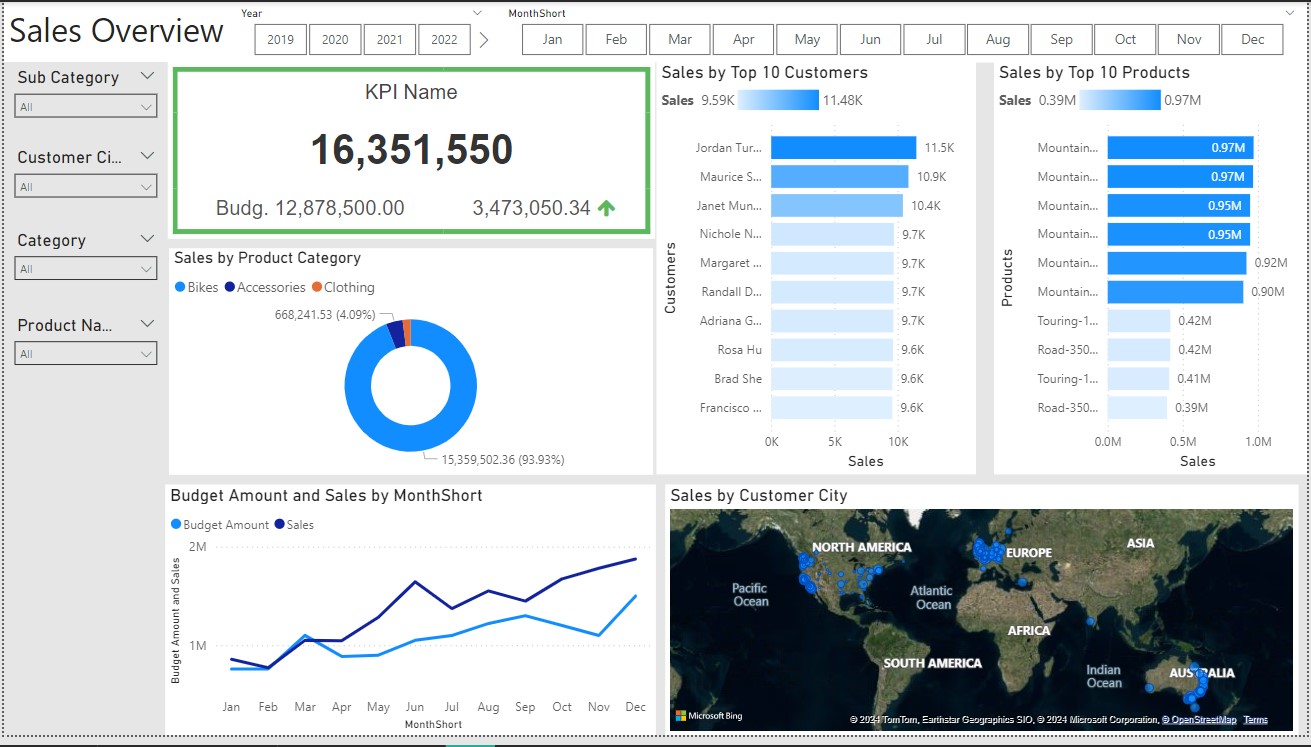 Sales Overview
Year
2019 2020 2021 2022
MonthShort
Jan Feb Mar Apr May Jun Jul Aug Sep Oct Nov Dec
Sub Category
All
Customer Ci...
All
Category
All
Product Na...
All
KPI Name
16,351,550
Budg. 12,878,500.00 3,473,050.34
Sales by Product Category
Bikes Accessories Clothing
668,241.53 (4.09%)
15,359,502.36 (93.93%)
Sales by Top 10 Customers
Sales 9.59K 11.48K
Customers
Jordan Tur... 11.5K
Maurice S... 10.9K
Janet Mun... 10.4K
Nichole N... 9.7K
Margaret ... 9.7K
Randall D... 9.7K
Adriana G... 9.7K
Rosa Hu 9.6K
Brad She 9.6K
Francisco ... 9.6K
0K 5K 10K
Sales
Sales by Top 10 Products
Sales 0.39M 0.97M
Products
Mountain... 0.97M
Mountain... 0.97M
Mountain... 0.95M
Mountain... 0.95M
Mountain... 0.92M
Mountain... 0.90M
Touring-1... 0.42M
Road-350... 0.42M
Touring-1... 0.41M
Road-350... 0.39M
0.0M 0.5M 1.0M
Sales
Budget Amount and Sales by MonthShort
Budget Amount Sales
Budget Amount and Sales
2M
1M
Jan Feb Mar Apr May Jun Jul Aug Sep Oct Nov Dec
MonthShort
Sales by Customer City
NORTH AMERICA
EUROPE
ASIA
Pacific
Ocean
Atlantic
Ocean
AFRICA
SOUTH AMERICA
Indian
Ocean
AUSTRALIA
Microsoft Bing
© 2024 TomTom, Earthstar Geographics SIO, © 2024 Microsoft Corporation, © OpenStreetMap Terms